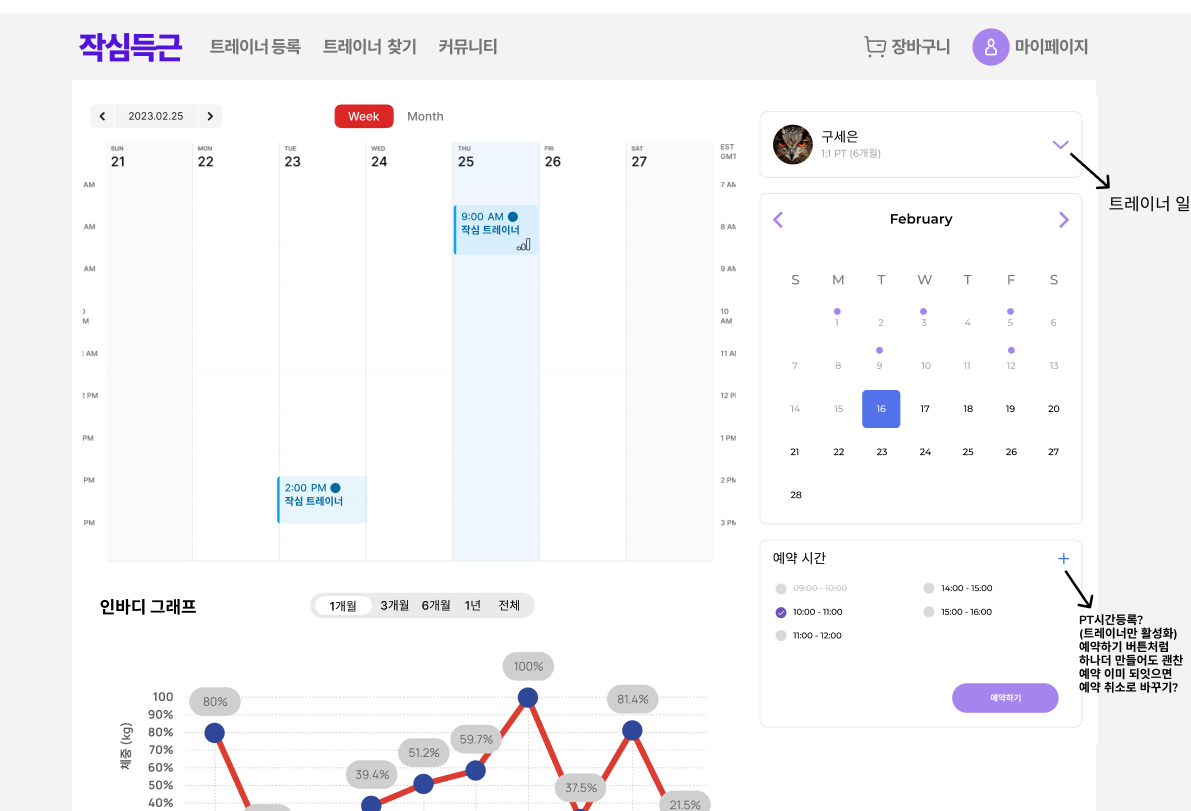 작심득근 트레이너 등록 트레이너 찾기 커뮤니티 장바구니 마이페이지
2023.02.25 Week Month
SUN MON TUE WED THU FRI SAT
21 22 23 24 25 26 27
EST
GMT
AM 7 AM
AM 8 AM
AM 9 AM
10
AM
AM 11 AM
PM 12 PM
PM 1 PM
PM 2 PM
PM 3 PM
9:00 AM
작심 트레이너
2:00 PM
작심 트레이너
구세은
1:1 PT (6개월)
트레이너 일
February
S M T W T F S
1 2 3 4 5 6
7 8 9 10 11 12 13
14 15 16 17 18 19 20
21 22 23 24 25 26 27
28
예약 시간
09:00 - 10:00 14:00 - 15:00
10:00 - 11:00 15:00 - 16:00
11:00 - 12:00
예약하기
PT시간등록?
(트레이너만 활성화)
예약하기 버튼처럼
하나더 만들어도 괜찬
예약 이미 되잇으면
예약 취소로 바꾸기?
인바디 그래프 1개월 3개월 6개월 1년 전체
체중 (kg)
100
90%
80%
70%
60%
50%
40%
80%
39.4%
51.2%
59.7%
100%
37.5%
81.4%
21.5%